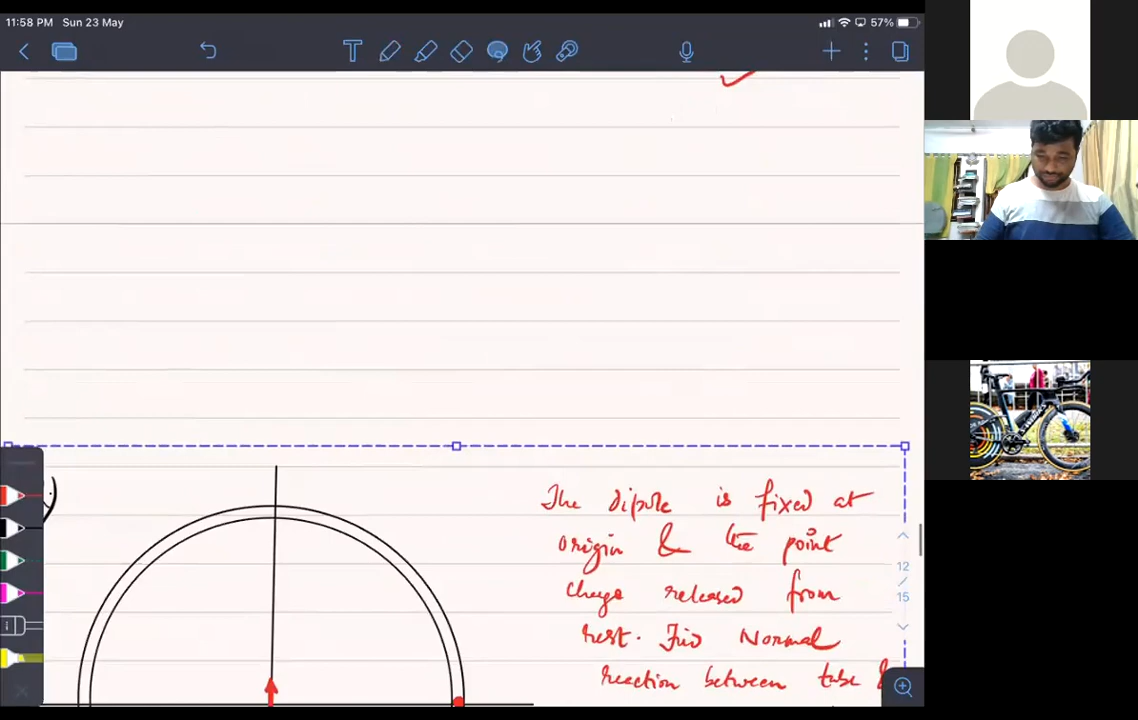 11:58 PM Sun 23 May
57%
The dipole is fixed at
origin & the point
charge released from
rest. Find Normal
reaction between tube &
12
15